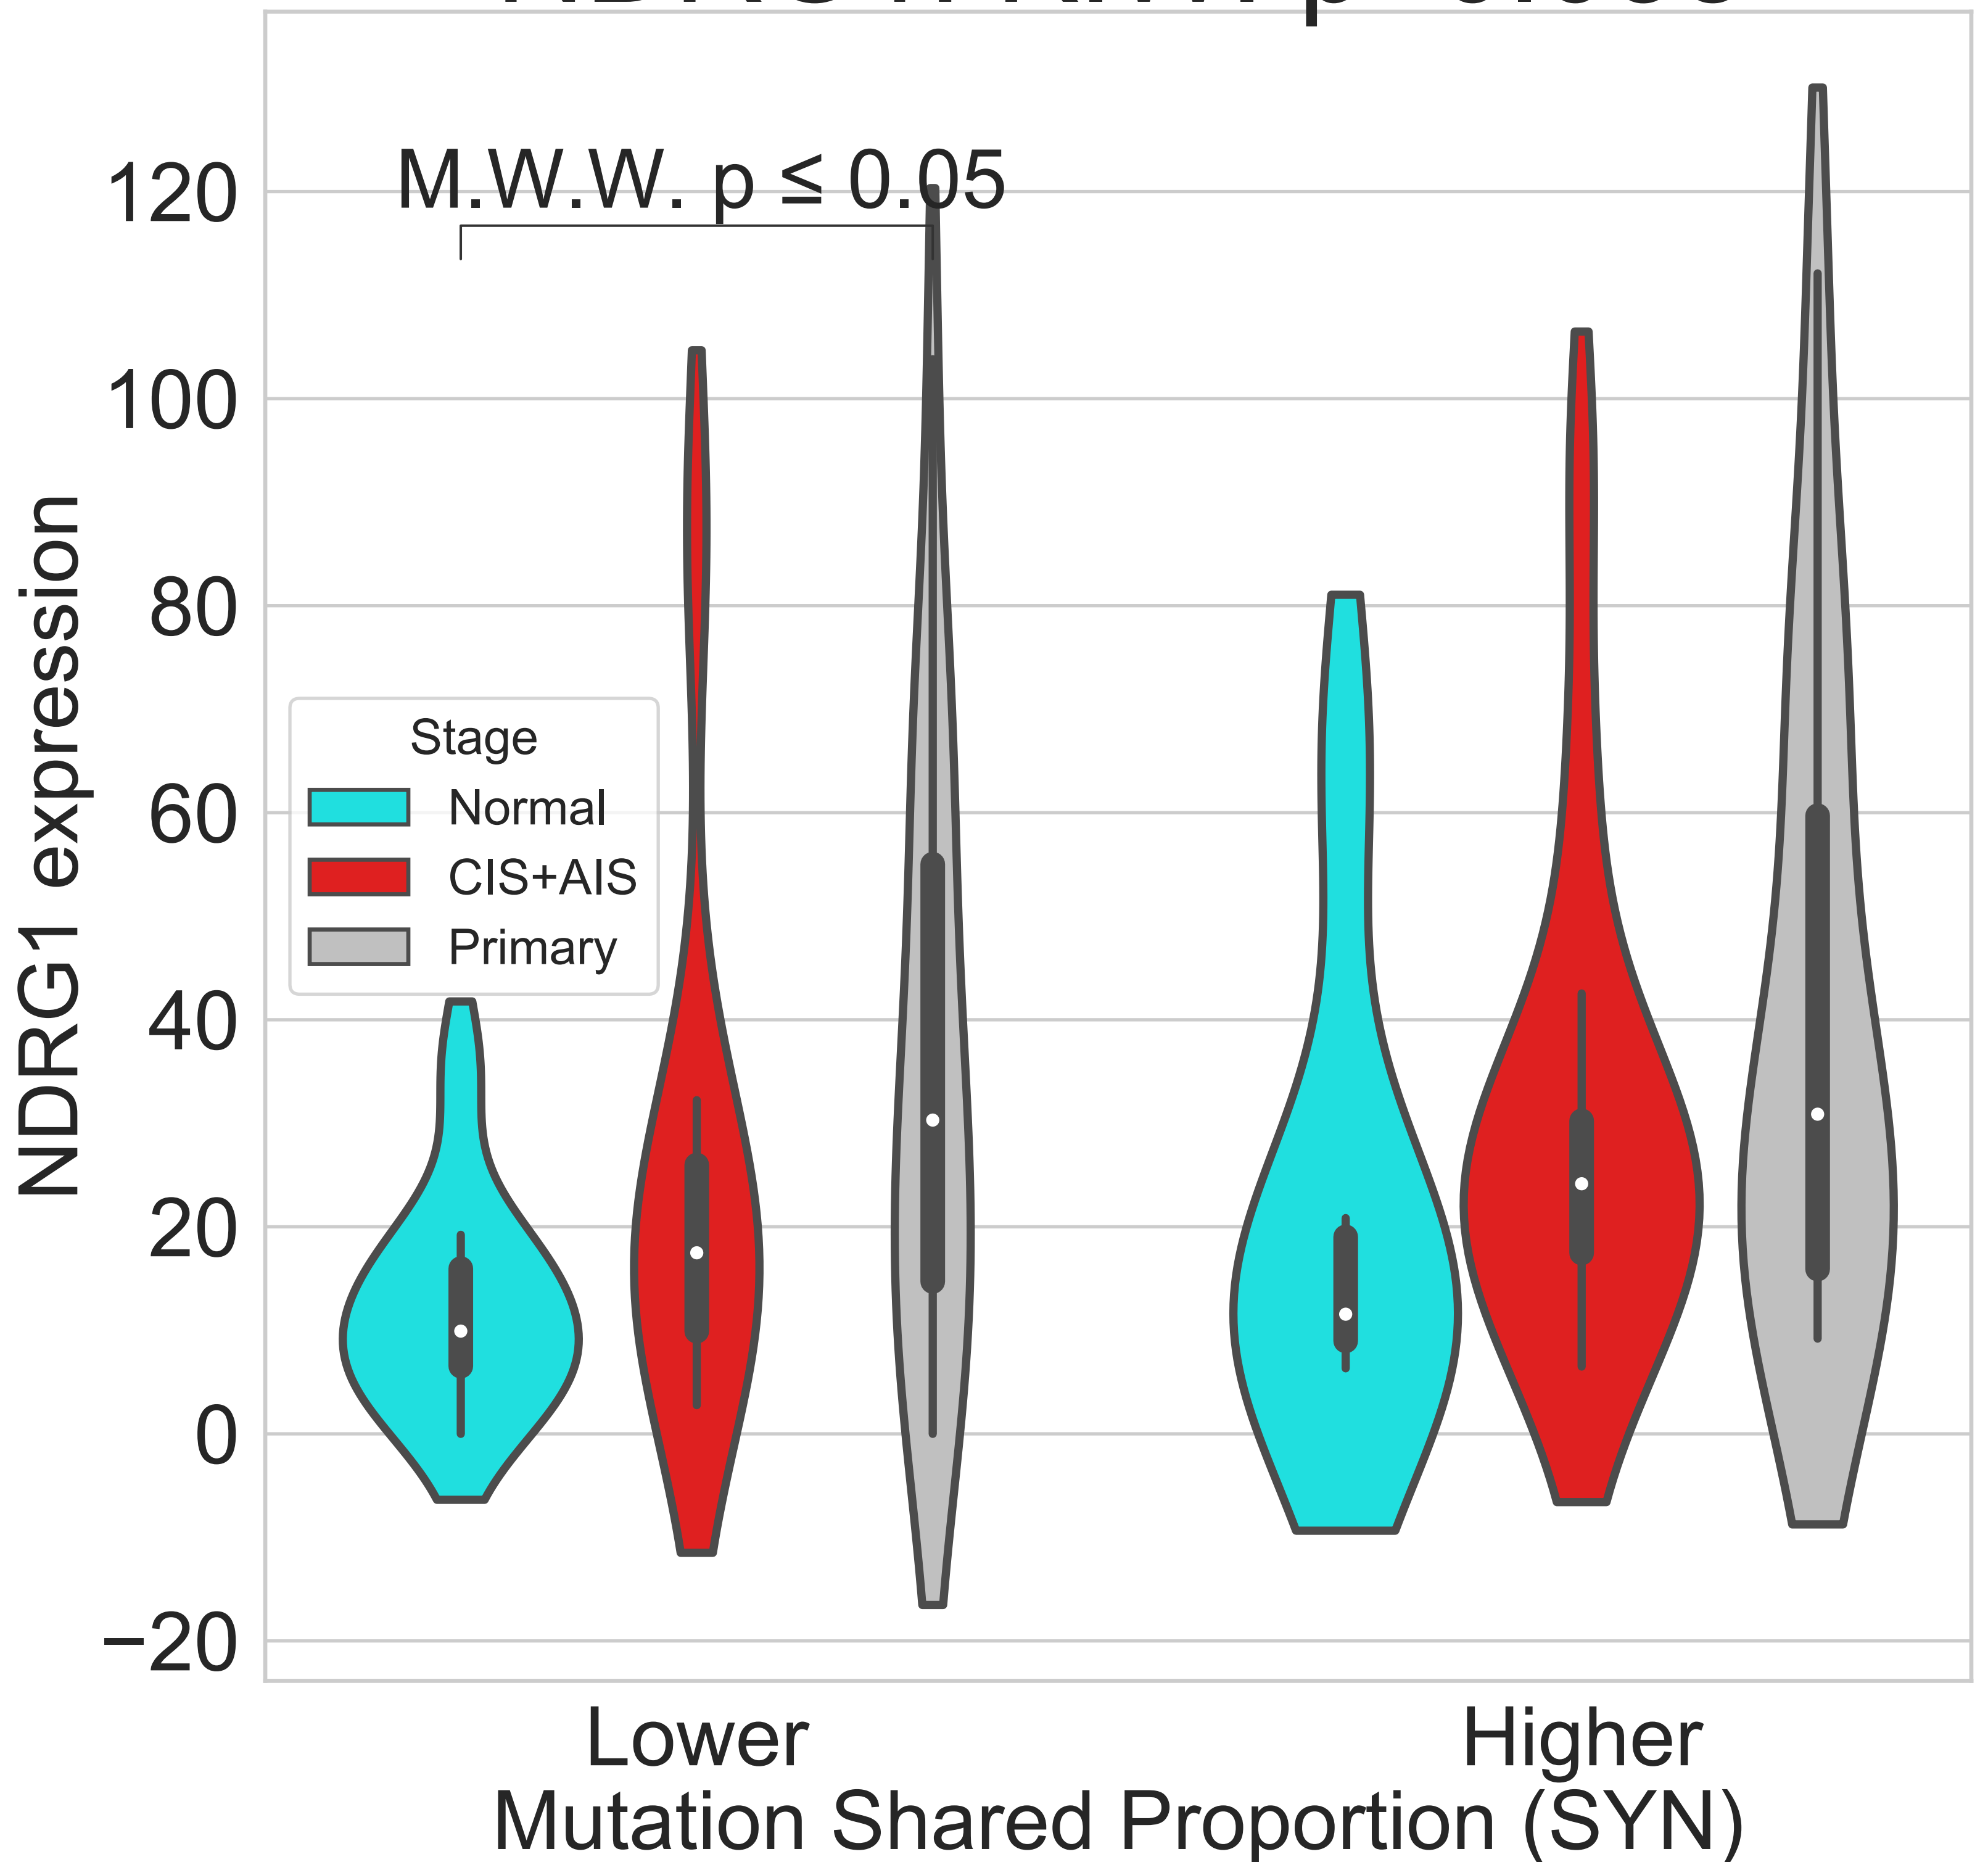 M.W.W. p ≤ 0.05
120
100
80
60
40
20
0
−20
NDRG1 expression
Stage
Normal
CIS+AIS
Primary
Lower
Higher
Mutation Shared Proportion (SYN)